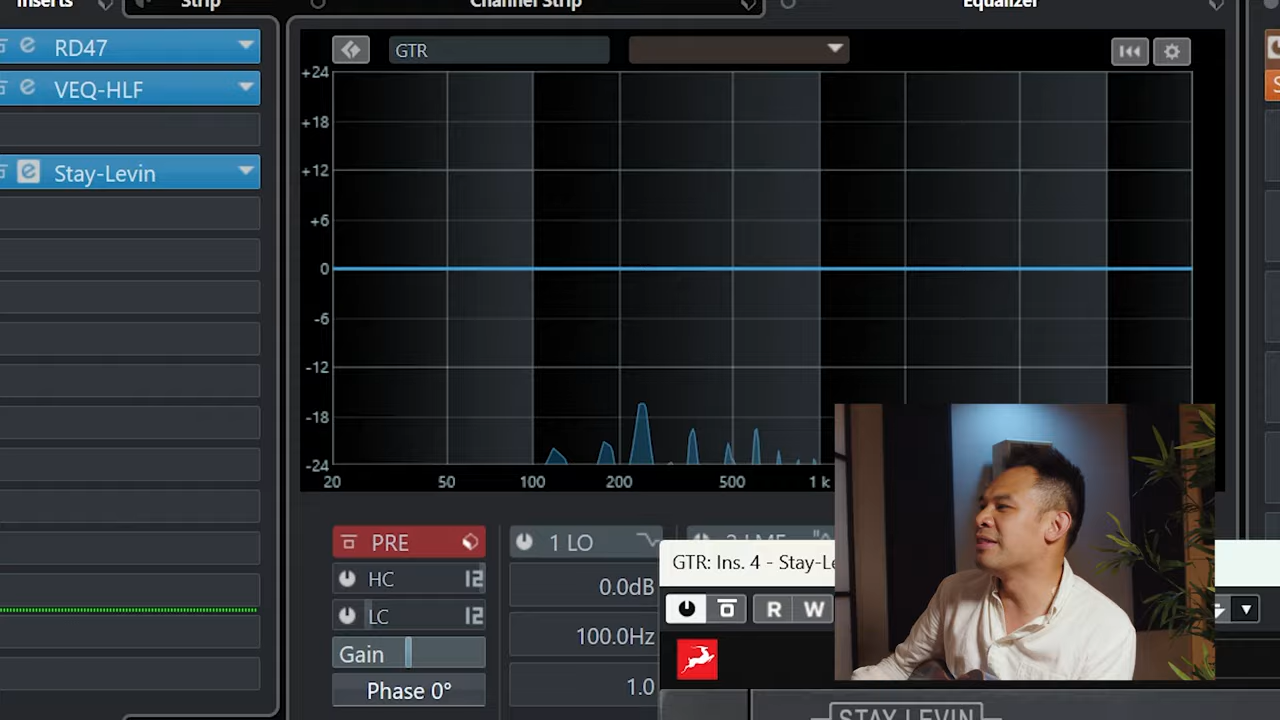 Inserts
Strip
Channel Strip
Equalizer
RD47
VEQ-HLF
Stay-Levin
GTR
+24
+18
+12
+6
0
-6
-12
-18
-24
20
50
100
200
500
1 k
PRE
HC
12
LC
12
Gain
Phase 0°
1 LO
0.0dB
100.0Hz
1.0
GTR: Ins. 4 - Stay-Le
R
W
STAY LEVIN